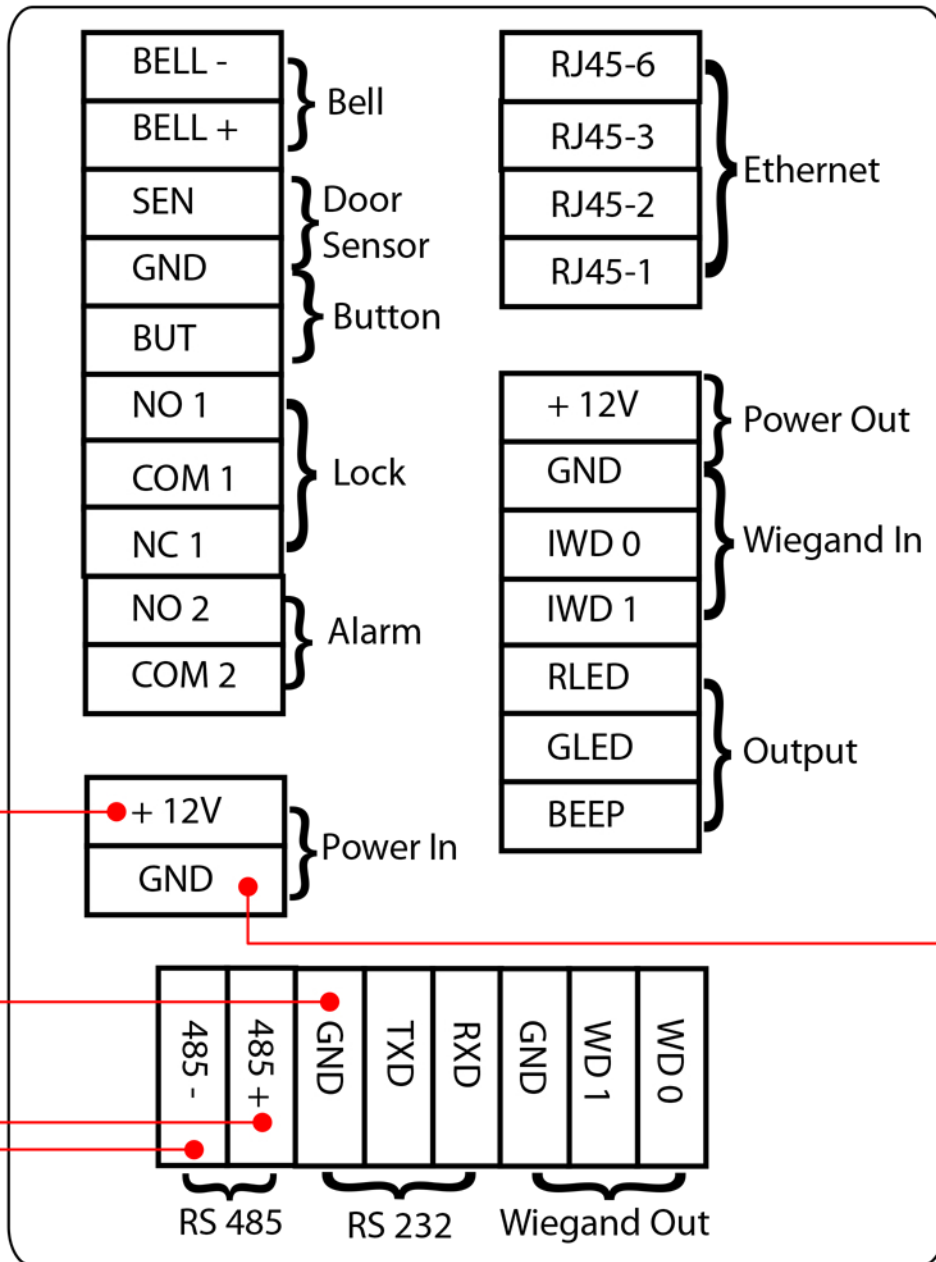 BELL -
BELL +
Bell
SEN
GND
Door
Sensor
BUT
Button
NO 1
COM 1
NC 1
Lock
NO 2
COM 2
Alarm
+ 12V
GND
Power In
RJ45-6
RJ45-3
RJ45-2
RJ45-1
Ethernet
+ 12V
Power Out
GND
IWD 0
IWD 1
Wiegand In
RLED
GLED
BEEP
Output
485 -
485 +
GND
TXD
RXD
GND
WD 1
WD 0
RS 485
RS 232
Wiegand Out